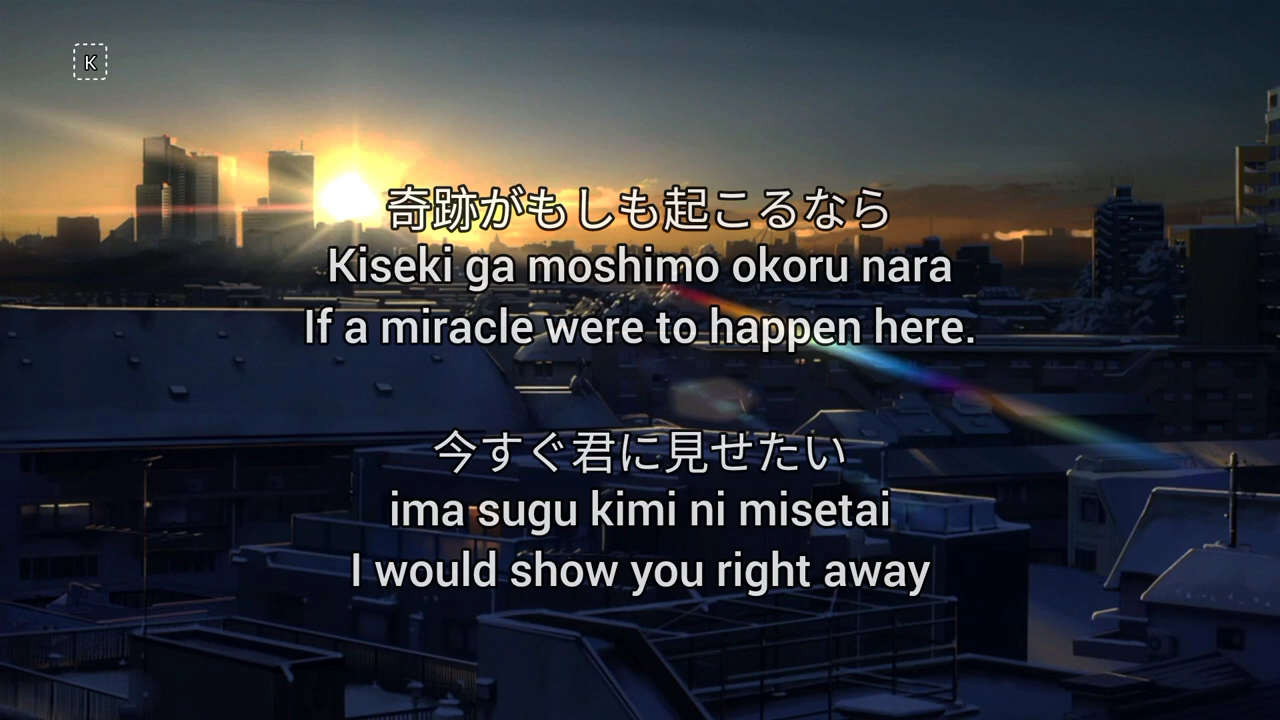 K
奇跡がもしも起こるなら
Kiseki ga moshimo okoru nara
If a miracle were to happen here.
今すぐ君に見せたい
ima sugu kimi ni misetai
I would show you right away